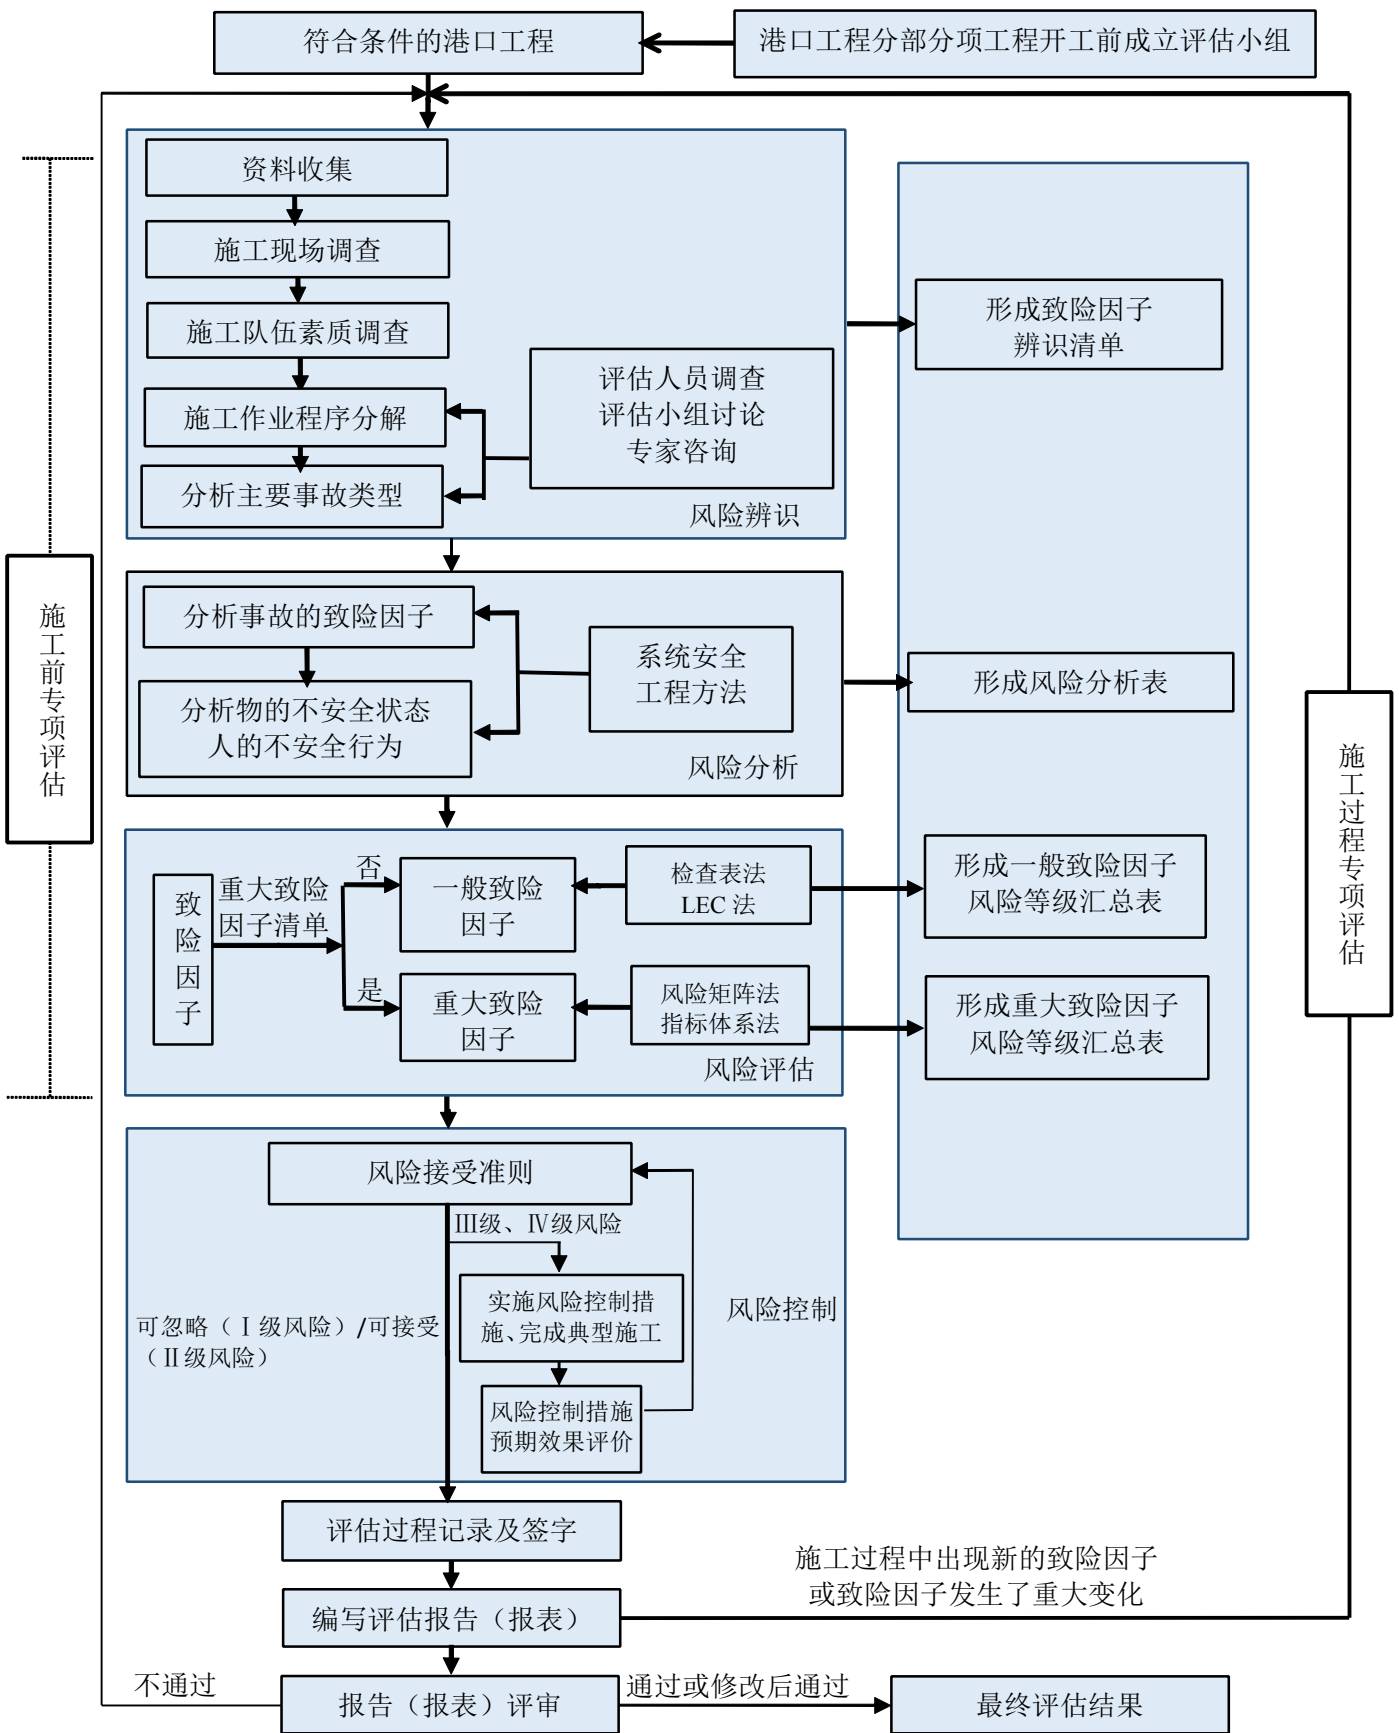 符合条件的港口工程
港口工程分部分项工程开工前成立评估小组
资料收集
施工现场调查
施工队伍素质调查
施工作业程序分解
分析主要事故类型
评估人员调查
评估小组讨论
专家咨询
风险辨识
形成致险因子
辨识清单
施工前专项评估
分析事故的致险因子
分析物的不安全状态
人的不安全行为
系统安全
工程方法
风险分析
形成风险分析表
施工过程专项评估
致险因子
重大致险
因子清单
否
是
一般致险
因子
检查表法
LEC 法
重大致险
因子
风险矩阵法
指标体系法
风险评估
形成一般致险因子
风险等级汇总表
形成重大致险因子
风险等级汇总表
风险接受准则
Ⅲ级、Ⅳ级风险
实施风险控制措
施、完成典型施工
风险控制措施
预期效果评价
风险控制
可忽略（Ⅰ级风险）/可接受
（Ⅱ级风险）
评估过程记录及签字
施工过程中出现新的致险因子
或致险因子发生了重大变化
编写评估报告（报表）
不通过
报告（报表）评审
通过或修改后通过
最终评估结果